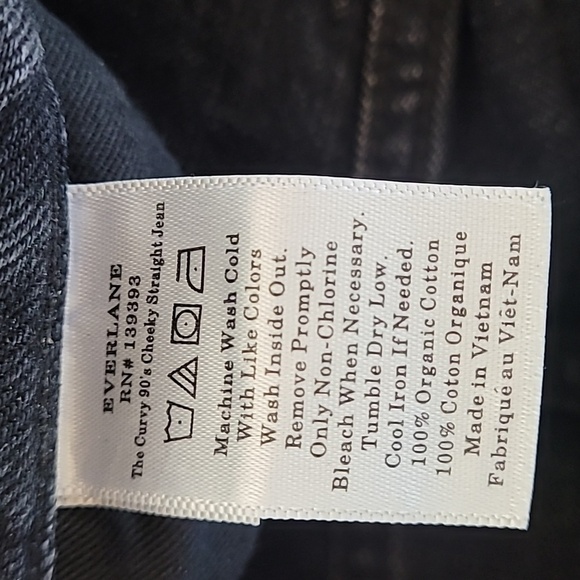 EVERLANE
RN# 139393
The Curvy 90's Cheeky Straight Jean
Machine Wash Cold
With Like Colors
Wash Inside Out.
Remove Promptly
Only Non-Chlorine
Bleach When Necessary.
Tumble Dry Low.
Cool Iron If Needed.
100% Organic Cotton
100% Coton Organique
Made in Vietnam
Fabriqué au Viêt-Nam